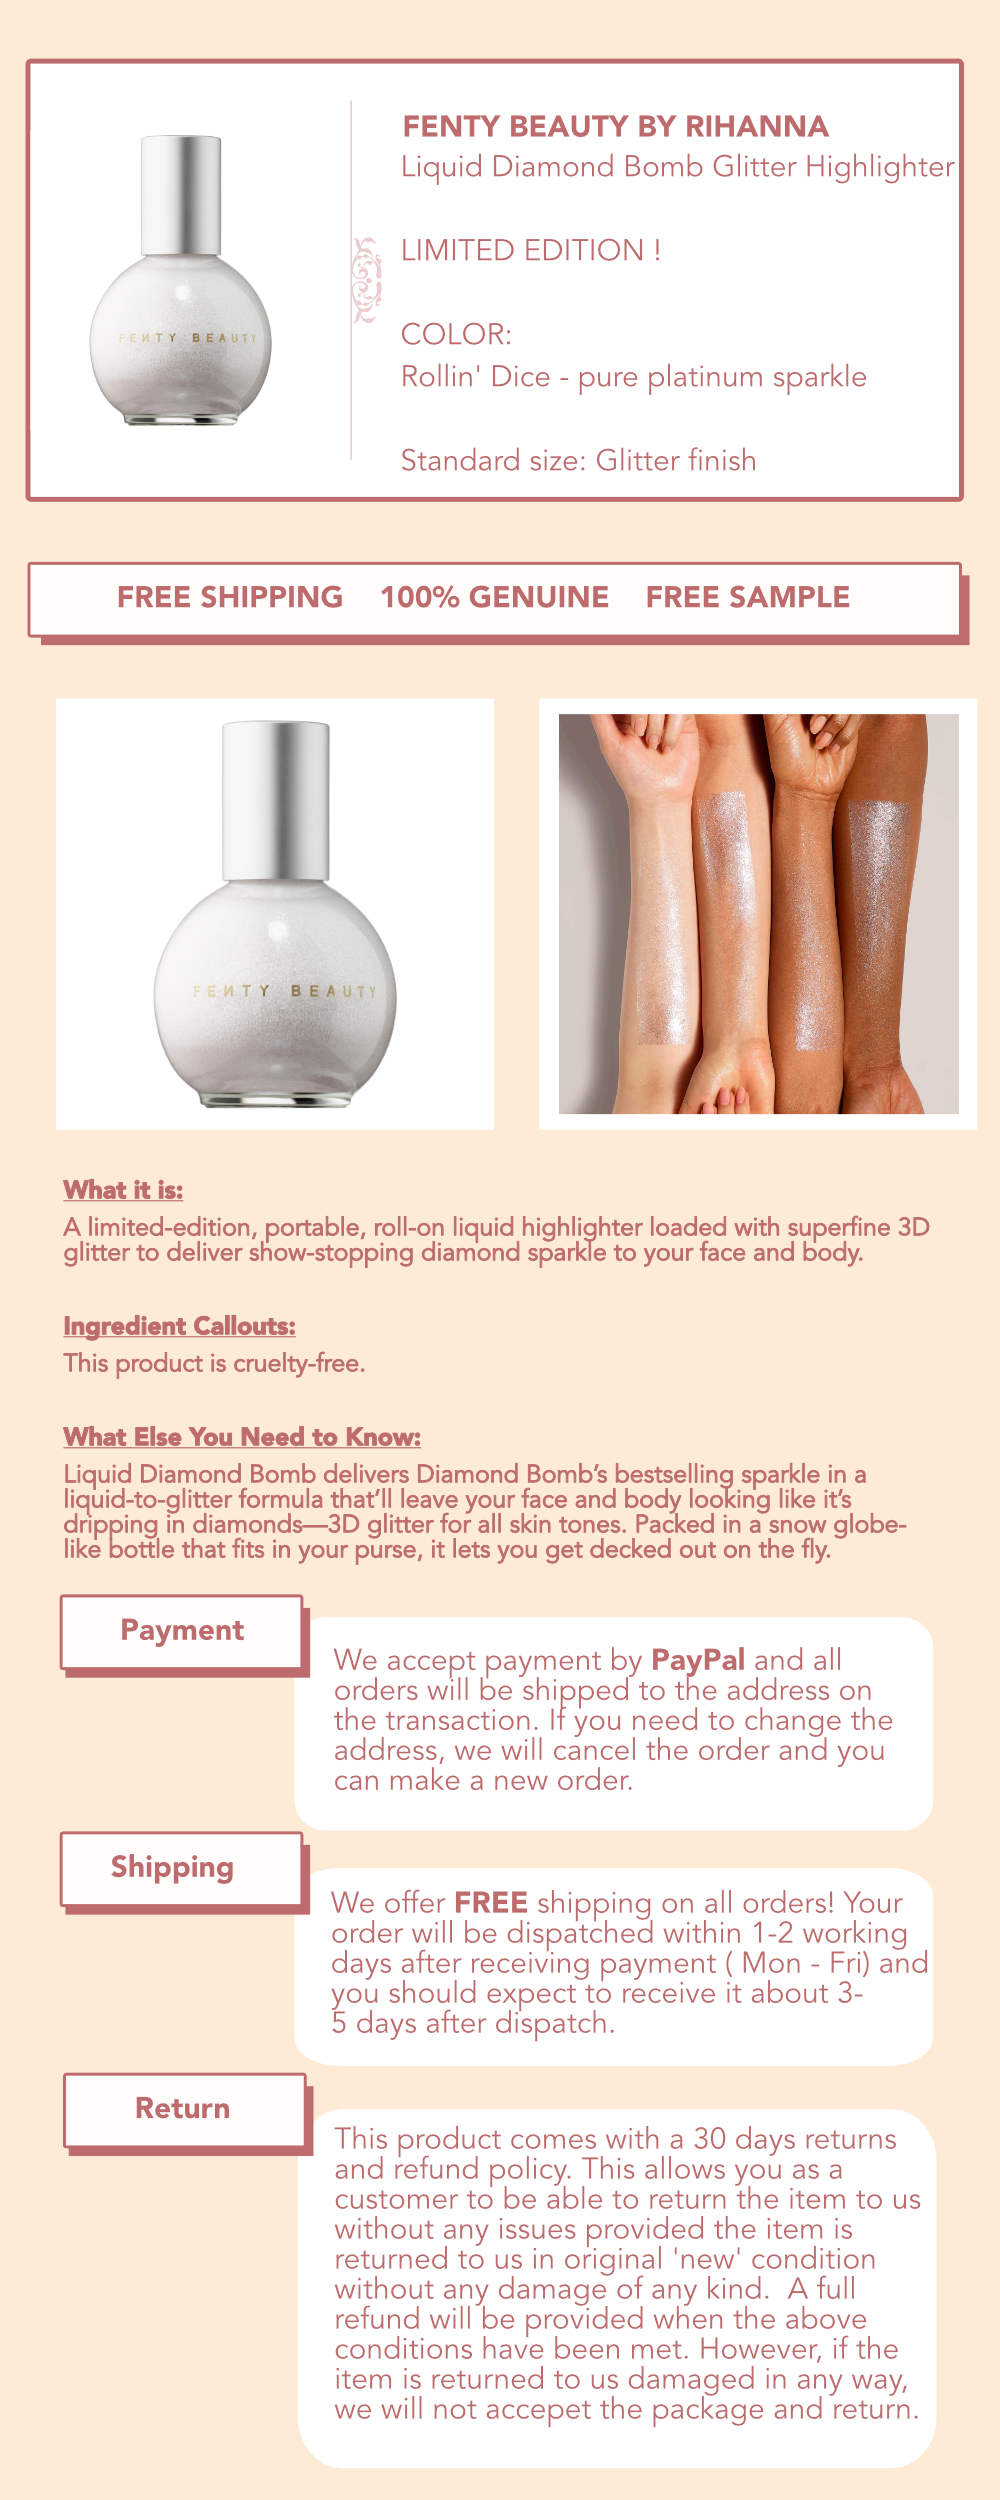 FENTY BEAUTY
FENTY BEAUTY BY RIHANNA
Liquid Diamond Bomb Glitter Highlighter
LIMITED EDITION !
COLOR:
Rollin' Dice - pure platinum sparkle
Standard size: Glitter finish
FREE SHIPPING 100% GENUINE FREE SAMPLE
FENTY BEAUTY
What it is:
A limited-edition, portable, roll-on liquid highlighter loaded with superfine 3D
glitter to deliver show-stopping diamond sparkle to your face and body.
Ingredient Callouts:
This product is cruelty-free.
What Else You Need to Know:
Liquid Diamond Bomb delivers Diamond Bomb’s bestselling sparkle in a
liquid-to-glitter formula that’ll leave your face and body looking like it’s
dripping in diamonds—3D glitter for all skin tones. Packed in a snow globe-
like bottle that fits in your purse, it lets you get decked out on the fly.
Payment
We accept payment by PayPal and all
orders will be shipped to the address on
the transaction. If you need to change the
address, we will cancel the order and you
can make a new order.
Shipping
We offer FREE shipping on all orders! Your
order will be dispatched within 1-2 working
days after receiving payment ( Mon - Fri) and
you should expect to receive it about 3-
5 days after dispatch.
Return
This product comes with a 30 days returns
and refund policy. This allows you as a
customer to be able to return the item to us
without any issues provided the item is
returned to us in original 'new' condition
without any damage of any kind.  A full
refund will be provided when the above
conditions have been met. However, if the
item is returned to us damaged in any way,
we will not accepet the package and return.